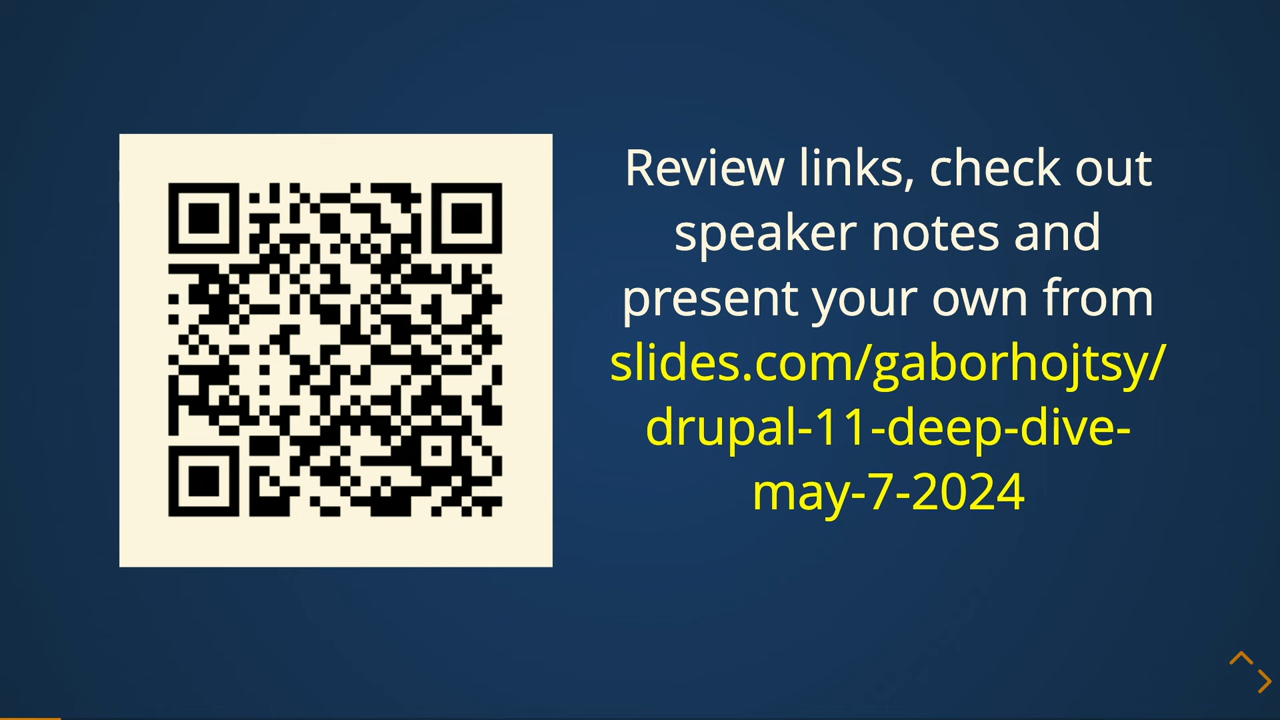 Review links, check out
speaker notes and
present your own from
slides.com/gaborhojtsy/
drupal-11-deep-dive-
may-7-2024